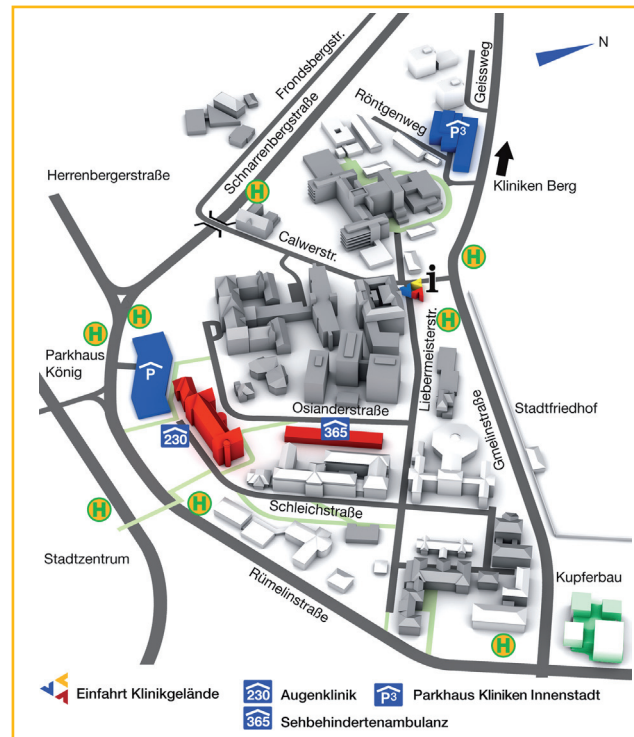 N
Frondsbergstr.
Geissweg
Röntgenweg
P3
Schnarrenbergstraße
Herrenbergerstraße
H
Kliniken Berg
Calwerstr.
H
i
H
H
H
Liebermeisterstr.
Parkhaus
König
P
Osianderstraße
Gmelinstraße
Stadtfriedhof
230
365
H
H
Schleichstraße
Stadtzentrum
Rümelinstraße
Kupferbau
H
Einfahrt Klinikgelände
230 Augenklinik
P3 Parkhaus Kliniken Innenstadt
365 Sehbehindertenambulanz